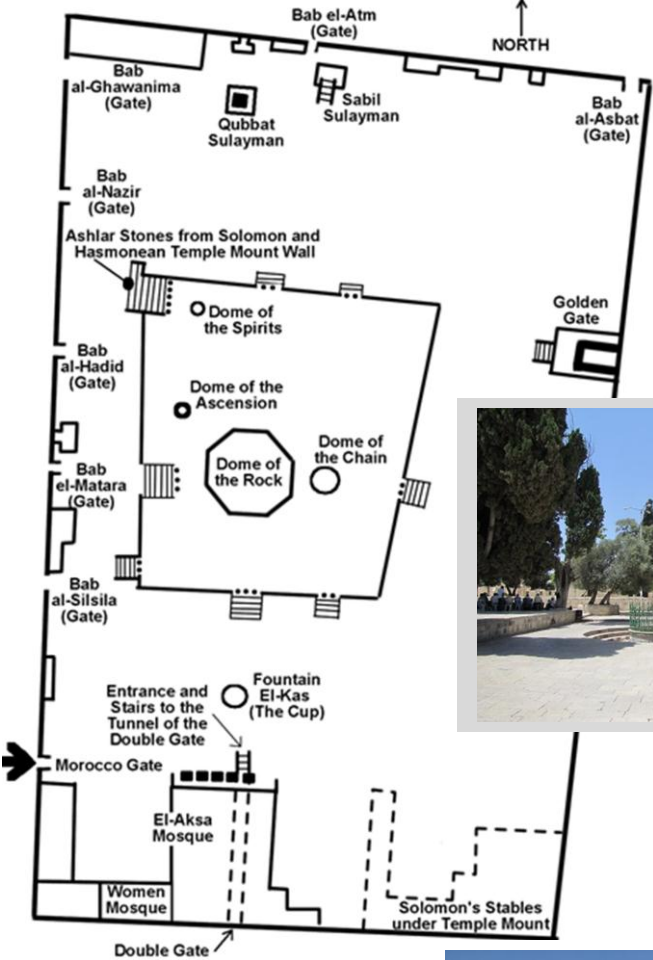 Bab el-Atm
(Gate)
NORTH
Bab
al-Ghawanima
(Gate)
Qubbat
Sulayman
Sabil
Sulayman
Bab
al-Asbat
(Gate)
Bab
al-Nazir
(Gate)
Ashlar Stones from Solomon and
Hasmonean Temple Mount Wall
Dome of
the Spirits
Golden
Gate
Bab
al-Hadid
(Gate)
Dome of the
Ascension
Dome of
the Rock
Dome of
the Chain
Bab
el-Matara
(Gate)
Bab
al-Silsila
(Gate)
Entrance and
Stairs to the
Tunnel of the
Double Gate
Fountain
El-Kas
(The Cup)
Morocco Gate
El-Aksa
Mosque
Women
Mosque
Solomon's Stables
under Temple Mount
Double Gate